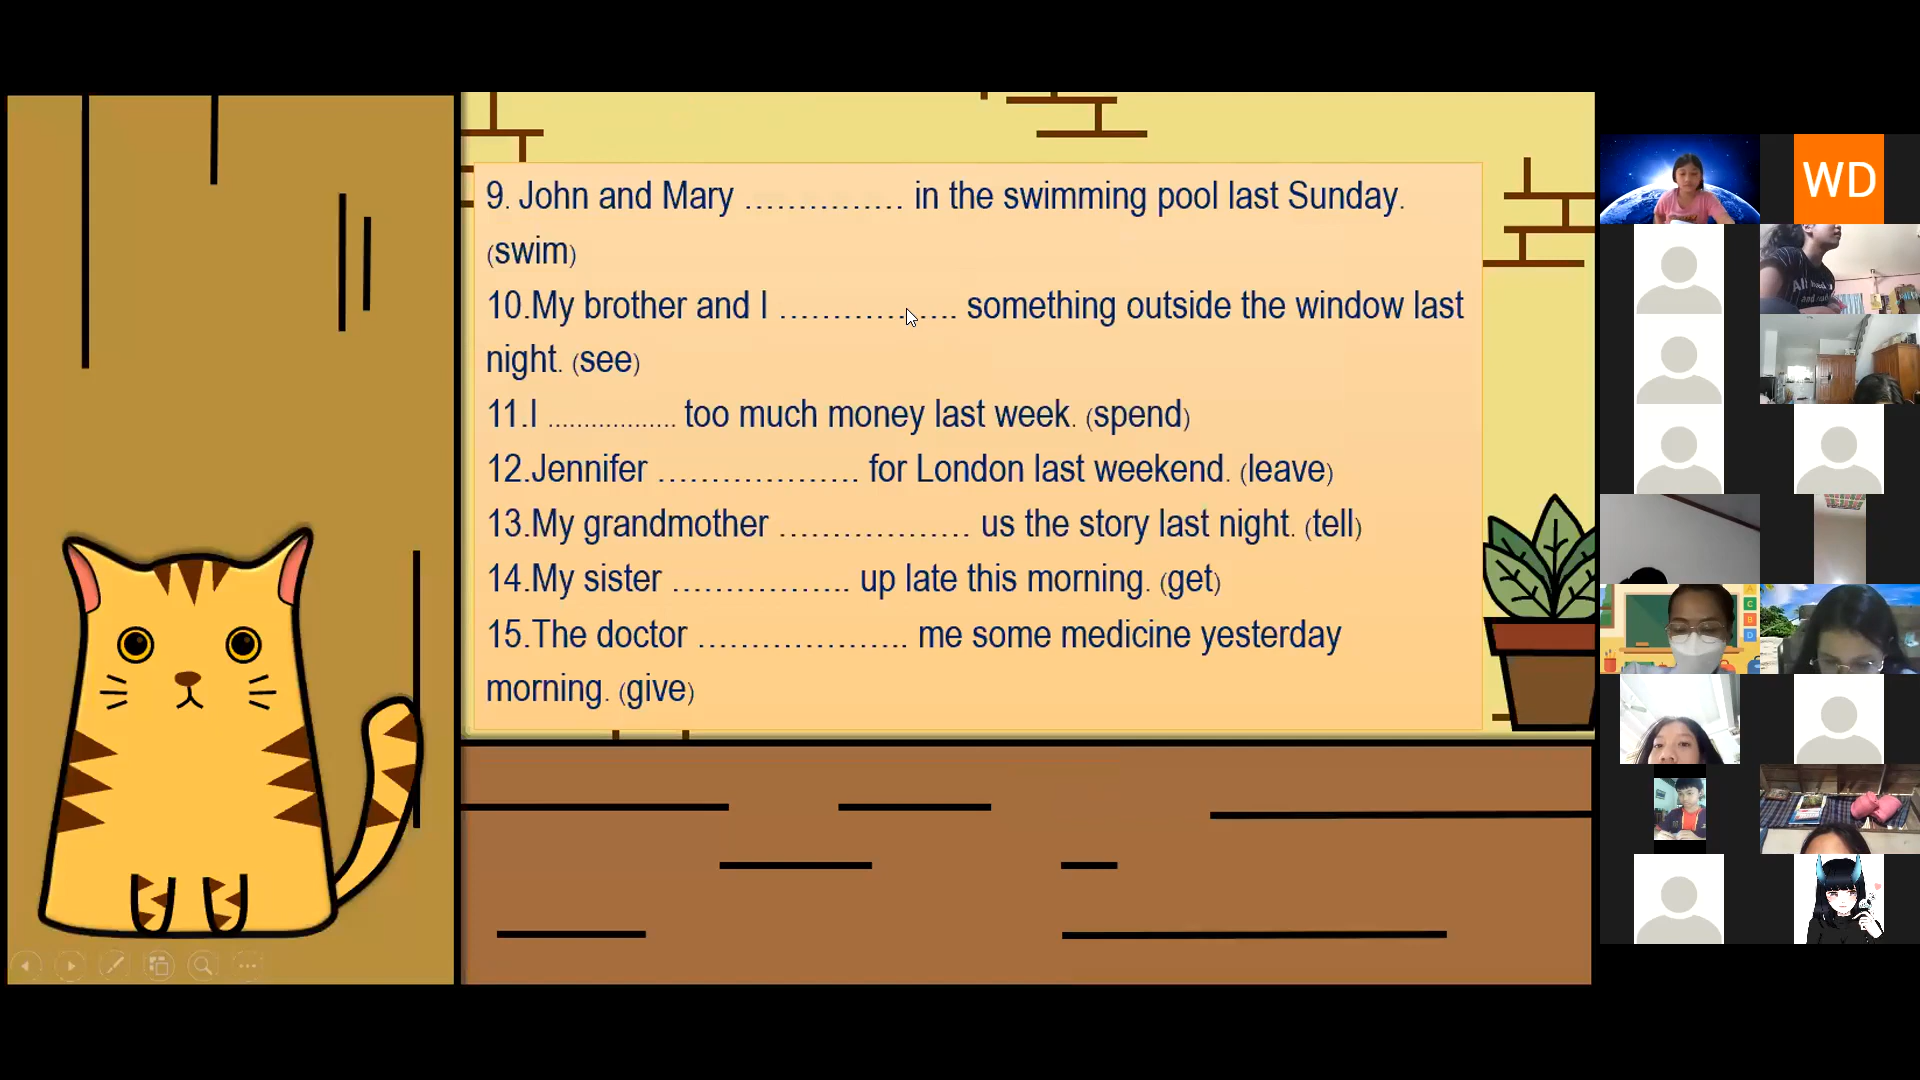 9. John and Mary …………… in the swimming pool last Sunday.
(swim)
10.My brother and I ……………... something outside the window last
night. (see)
11.I .................. too much money last week. (spend)
12.Jennifer ………………. for London last weekend. (leave)
13.My grandmother ……………… us the story last night. (tell)
14.My sister …………….. up late this morning. (get)
15.The doctor ……………….. me some medicine yesterday
morning. (give)
WD